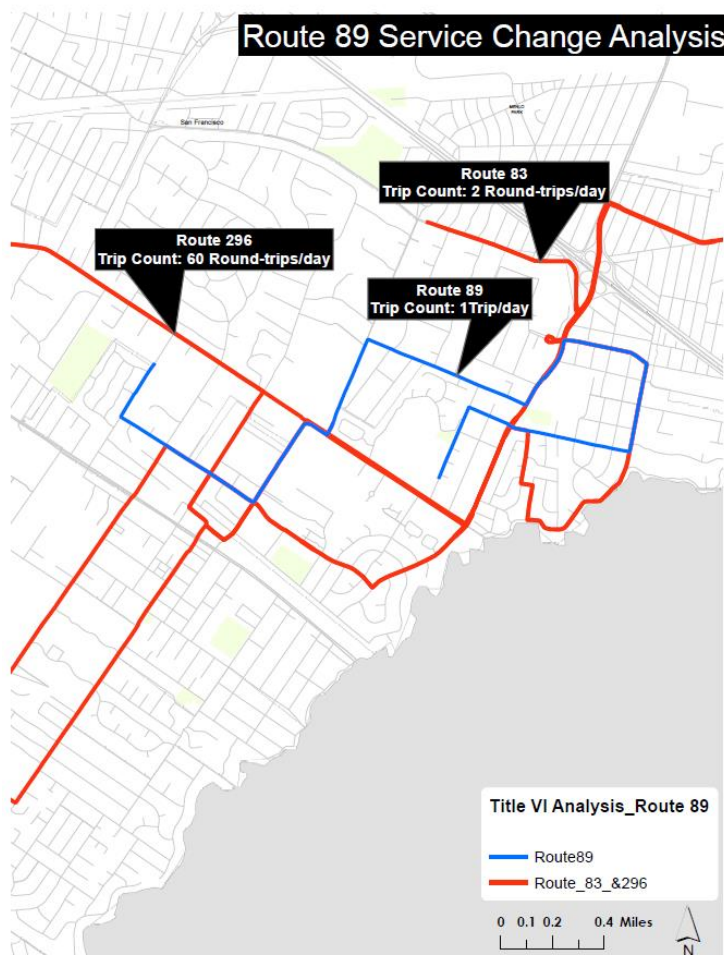 Route 89 Service Change Analysis
MENLO
PARK
San Francisco
Route 83
Trip Count: 2 Round-trips/day
Route 296
Trip Count: 60 Round-trips/day
Route 89
Trip Count: 1Trip/day
Title VI Analysis_Route 89
Route89
Route_83_&296
0 0.1 0.2 0.4 Miles
N